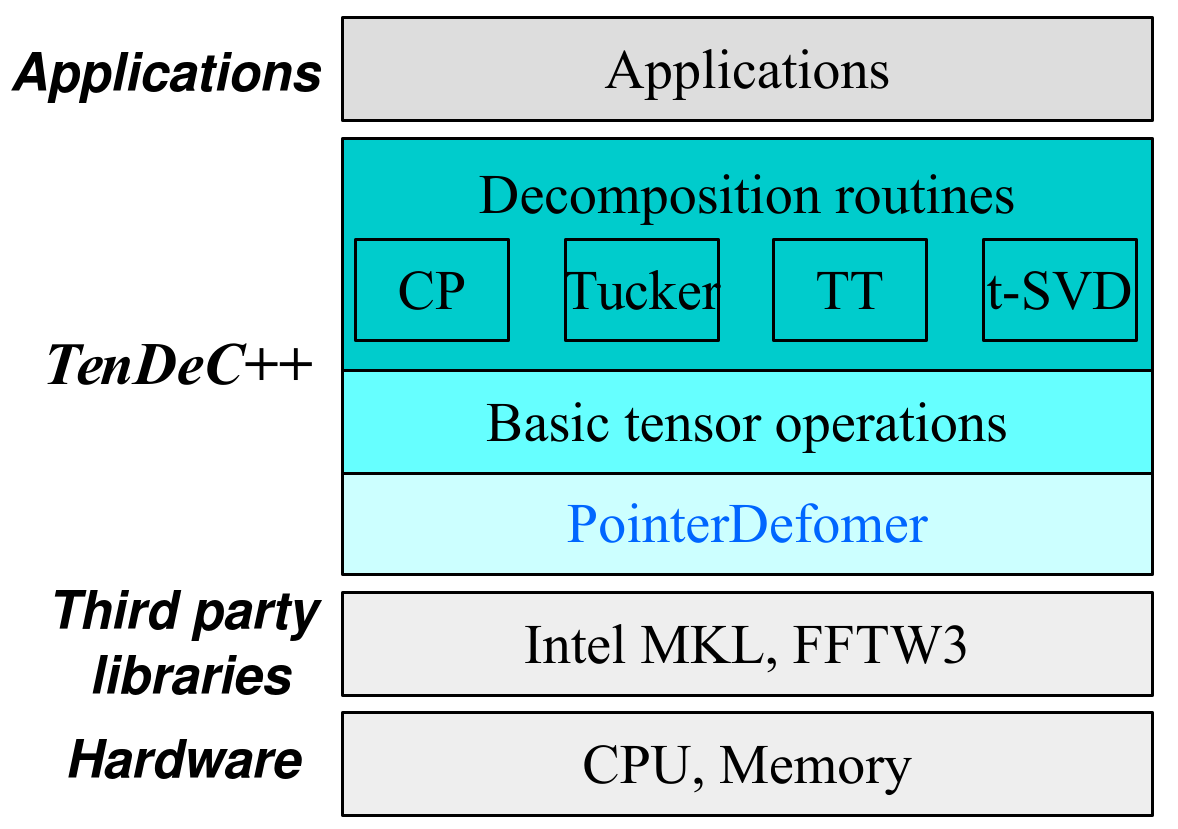 Applications
Applications
Decomposition routines
CP
Tucker
TT
t-SVD
TenDeC++
Basic tensor operations
PointerDefomer
Third party
libraries
Intel MKL, FFTW3
Hardware
CPU, Memory